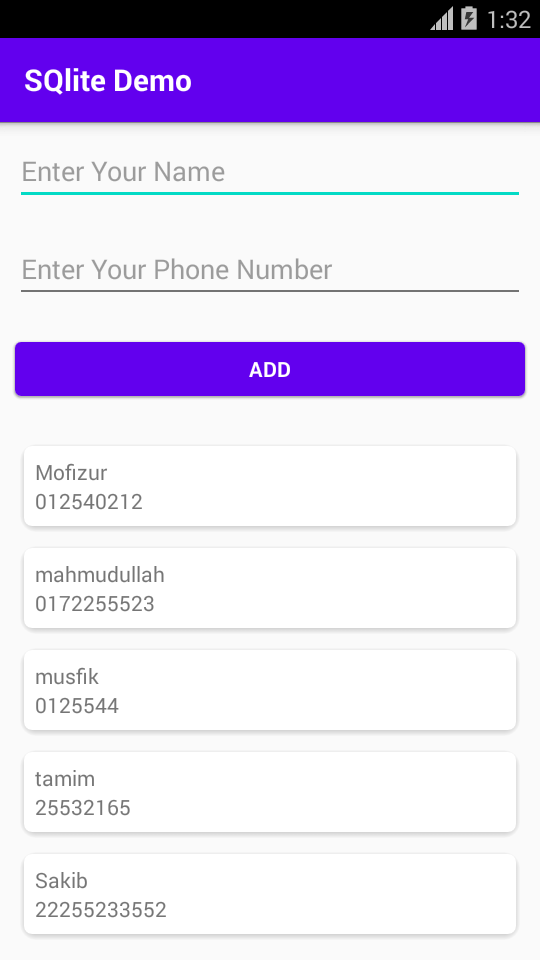 1:32
SQlite Demo
Enter Your Name
Enter Your Phone Number
ADD
Mofizur
012540212
mahmudullah
0172255523
musfik
0125544
tamim
25532165
Sakib
22255233552